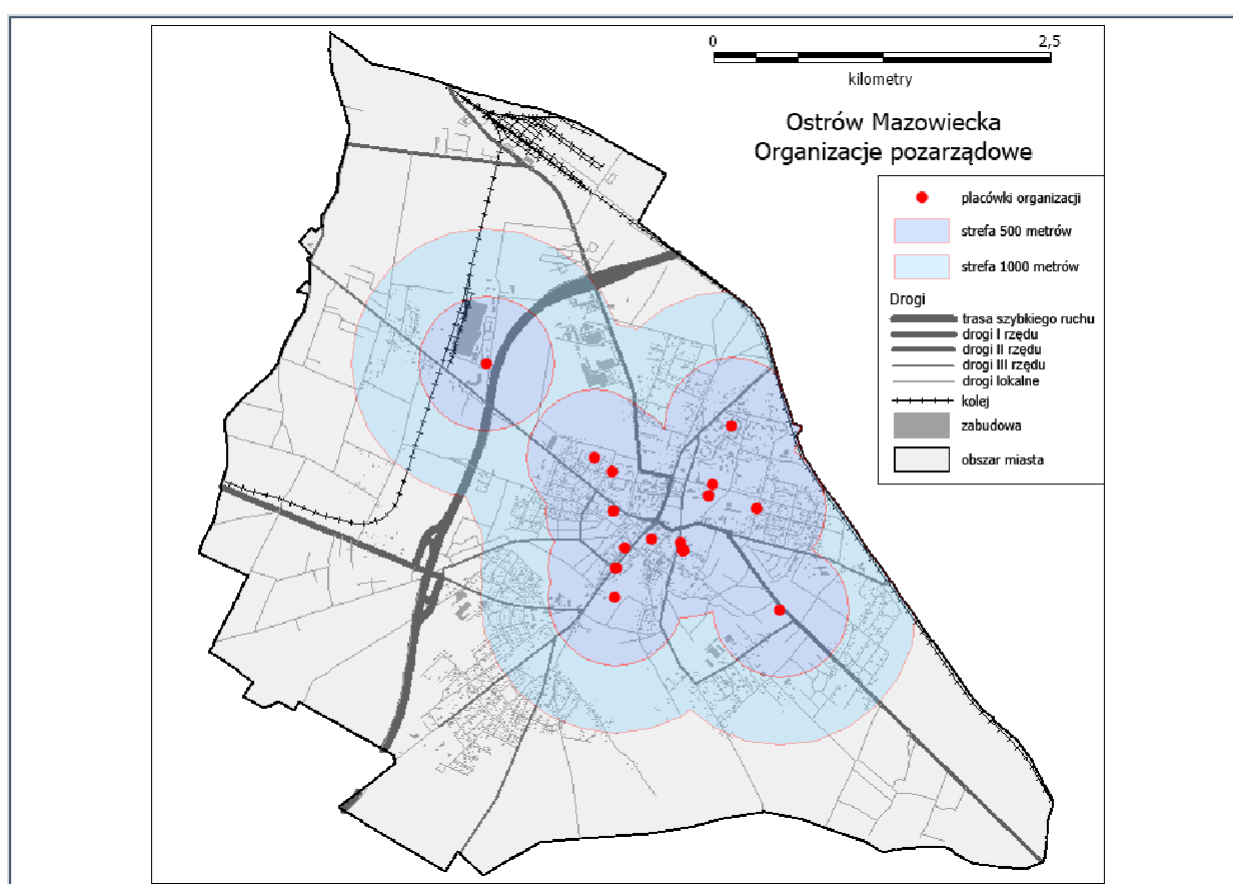 0 2,5
kilometry
Ostrów Mazowiecka
Organizacje pozarządowe
placówki organizacji
strefa 500 metrów
strefa 1000 metrów
Drogi
trasa szybkiego ruchu
drogi I rzędu
drogi II rzędu
drogi III rzędu
drogi lokalne
kolej
zabudowa
obszar miasta